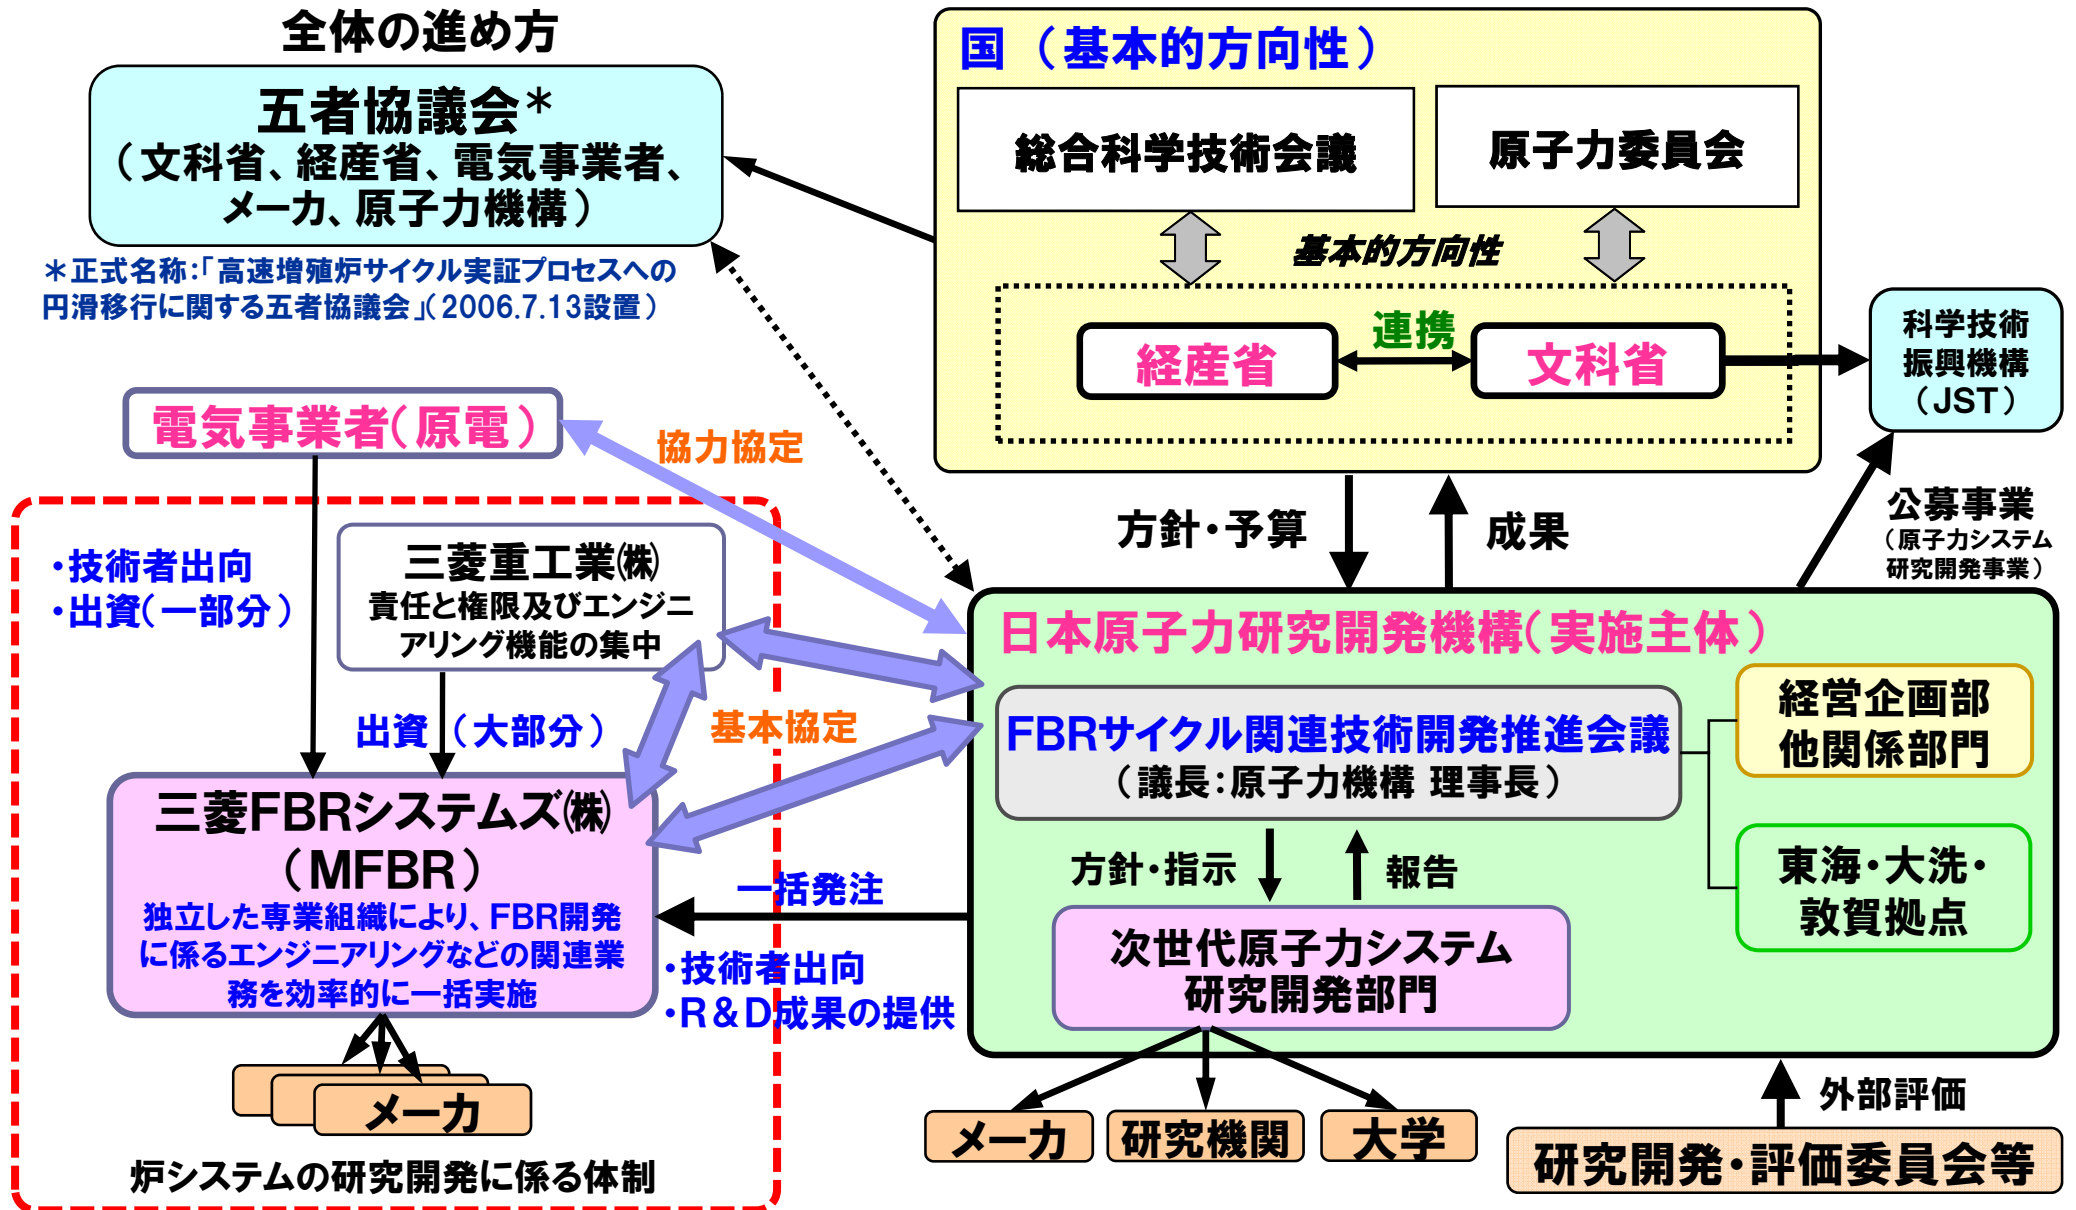 全体の進め方
五者協議会＊
（文科省、経産省、電気事業者、
メーカ、原子力機構）
＊正式名称：「高速増殖炉サイクル実証プロセスへの
円滑移行に関する五者協議会」（2006.7.13設置）
国（基本的方向性）
総合科学技術会議
原子力委員会
基本的方向性
経産省
連携
文科省
科学技術
振興機構
（JST）
電気事業者（原電）
協力協定
方針・予算
成果
公募事業
（原子力システム
研究開発事業）
・技術者出向
・出資（一部分）
三菱重工業㈱
責任と権限及びエンジニ
アリング機能の集中
出資（大部分）
基本協定
三菱FBRシステムズ㈱
（MFBR）
独立した専業組織により、FBR開発
に係るエンジニアリングなどの関連業
務を効率的に一括実施
メーカ
炉システムの研究開発に係る体制
一括発注
・技術者出向
・R＆D成果の提供
日本原子力研究開発機構（実施主体）
FBRサイクル関連技術開発推進会議
（議長：原子力機構 理事長）
経営企画部
他関係部門
方針・指示
報告
東海・大洗・
敦賀拠点
次世代原子力システム
研究開発部門
メーカ
研究機関
大学
外部評価
研究開発・評価委員会等